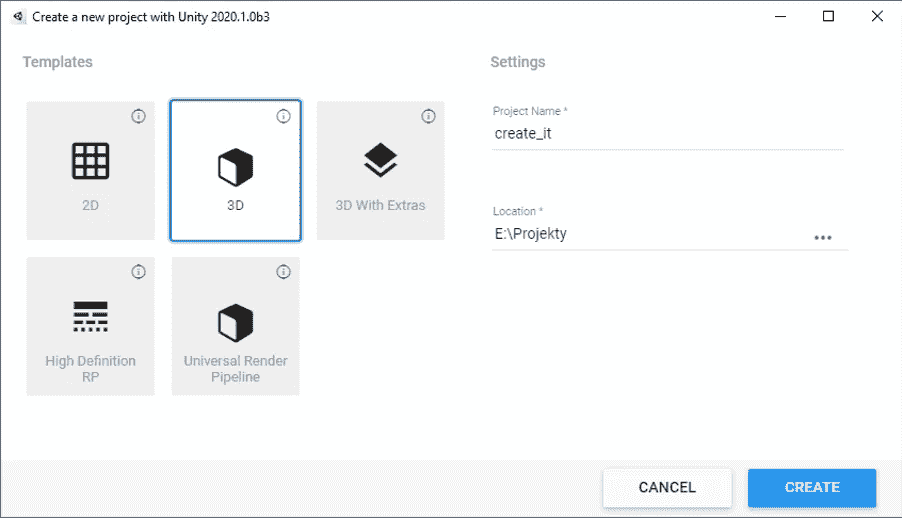 Create a new project with Unity 2020.1.0b3
Templates
Settings
2D
3D
3D With Extras
High Definition
RP
Universal Render
Pipeline
Project Name *
create_it
Location *
E:\Projekty
CANCEL
CREATE